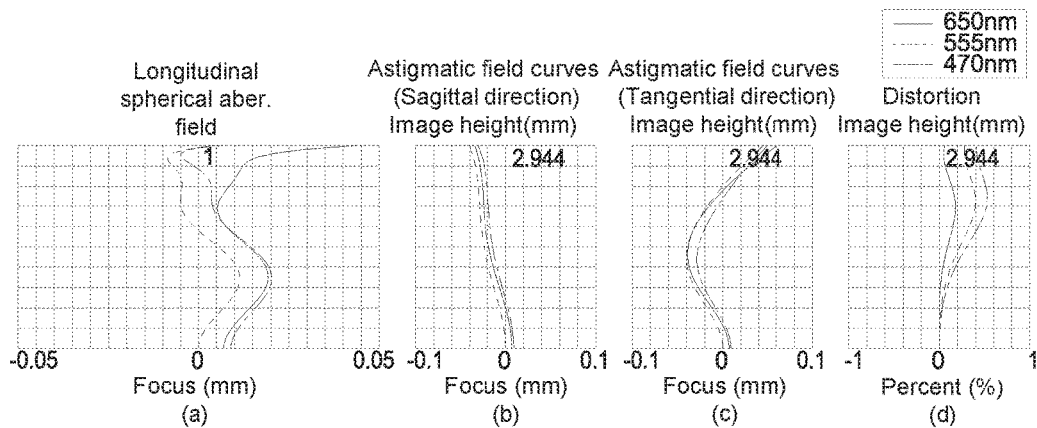 650nm
555nm
470nm
Longitudinal
spherical aber.
field
1
-0.05 0 0.05
Focus (mm)
(a)
Astigmatic field curves
(Sagittal direction)
Image height(mm)
2.944
-0.1 0 0.1
Focus (mm)
(b)
Astigmatic field curves
(Tangential direction)
Image height(mm)
2.944
-0.1 0 0.1
Focus (mm)
(c)
Distortion
Image height(mm)
2.944
-1 0 1
Percent (%)
(d)